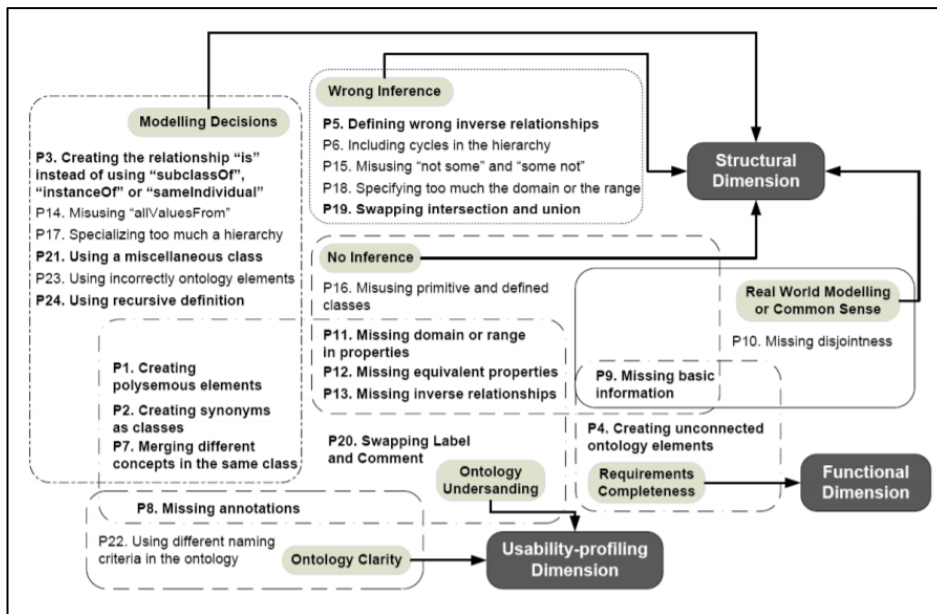 Modelling Decisions
P3. Creating the relationship “is”
instead of using “subclassOf”,
“instanceOf” or “sameIndividual”
P14. Misusing “allValuesFrom”
P17. Specializing too much a hierarchy
P21. Using a miscellaneous class
P23. Using incorrectly ontology elements
P24. Using recursive definition
P1. Creating
polysemous elements
P2. Creating synonyms
as classes
P7. Merging different
concepts in the same class
Wrong Inference
P5. Defining wrong inverse relationships
P6. Including cycles in the hierarchy
P15. Misusing “not some” and “some not”
P18. Specifying too much the domain or the range
P19. Swapping intersection and union
No Inference
P16. Misusing primitive and defined
classes
P11. Missing domain or range
in properties
P12. Missing equivalent properties
P13. Missing inverse relationships
Structural
Dimension
Real World Modelling
or Common Sense
P10. Missing disjointness
P9. Missing basic
information
P4. Creating unconnected
ontology elements
Requirements
Completeness
Functional
Dimension
P20. Swapping Label
and Comment
Ontology
Undersanding
P8. Missing annotations
P22. Using different naming
criteria in the ontology
Ontology Clarity
Usability-profiling
Dimension